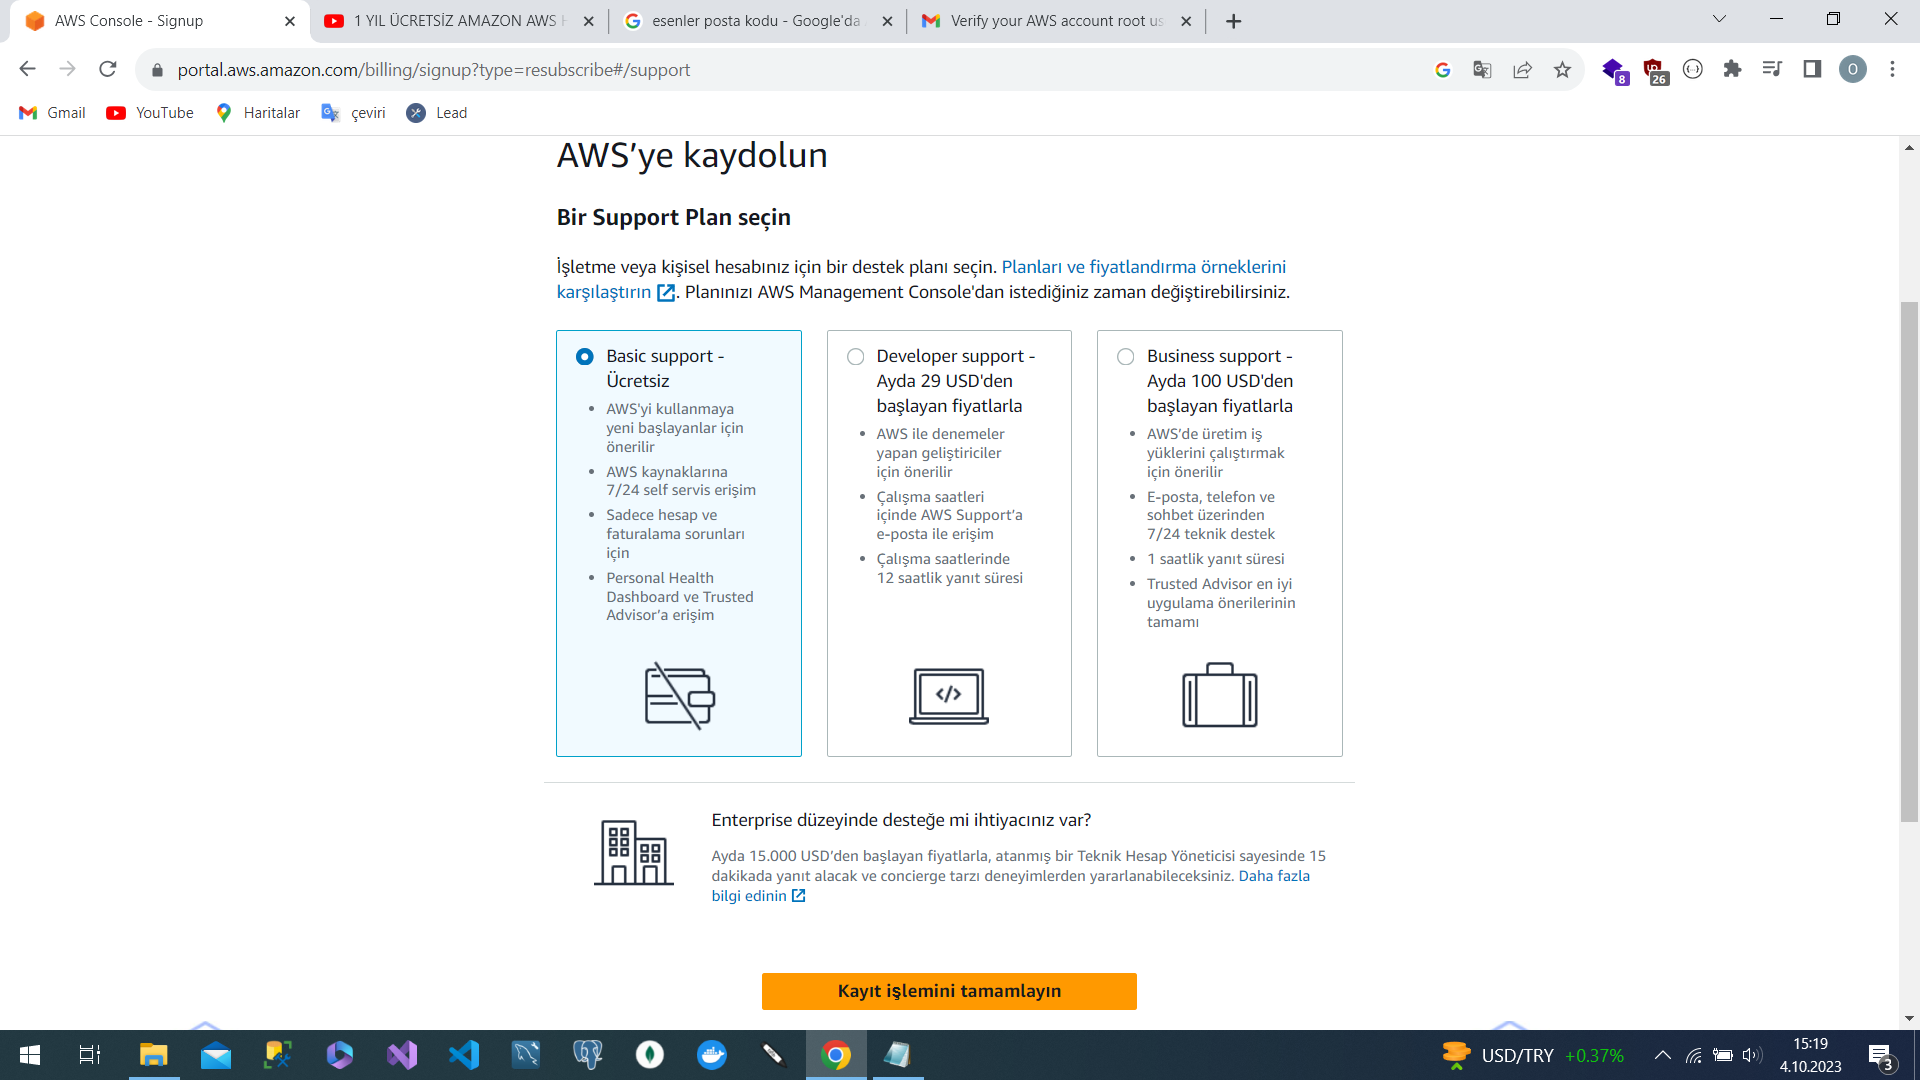 AWS Console - Signup
1 YIL ÜCRETSİZ AMAZON AWS
esenler posta kodu - Google'da
Verify your AWS account root us
portal.aws.amazon.com/billing/signup?type=resubscribe#/support
8
26
O
Gmail
YouTube
Haritalar
çeviri
Lead
AWS’ye kaydolun
Bir Support Plan seçin
İşletme veya kişisel hesabınız için bir destek planı seçin. Planları ve fiyatlandırma örneklerini
karşılaştırın. Planınızı AWS Management Console'dan istediğiniz zaman değiştirebilirsiniz.
Basic support -
Ücretsiz
AWS'yi kullanmaya
yeni başlayanlar için
önerilir
AWS kaynaklarına
7/24 self servis erişim
Sadece hesap ve
faturalama sorunları
için
Personal Health
Dashboard ve Trusted
Advisor’a erişim
Developer support -
Ayda 29 USD'den
başlayan fiyatlarla
AWS ile denemeler
yapan geliştiriciler
için önerilir
Çalışma saatleri
içinde AWS Support’a
e-posta ile erişim
Çalışma saatlerinde
12 saatlik yanıt süresi
</>
Business support -
Ayda 100 USD'den
başlayan fiyatlarla
AWS’de üretim iş
yüklerini çalıştırmak
için önerilir
E-posta, telefon ve
sohbet üzerinden
7/24 teknik destek
1 saatlik yanıt süresi
Trusted Advisor en iyi
uygulama önerilerinin
tamamı
Enterprise düzeyinde desteğe mi ihtiyacınız var?
Ayda 15.000 USD’den başlayan fiyatlarla, atanmış bir Teknik Hesap Yöneticisi sayesinde 15
dakikada yanıt alacak ve concierge tarzı deneyimlerden yararlanabileceksiniz. Daha fazla
bilgi edinin
Kayıt işlemini tamamlayın
USD/TRY +0.37%
15:19
4.10.2023
3